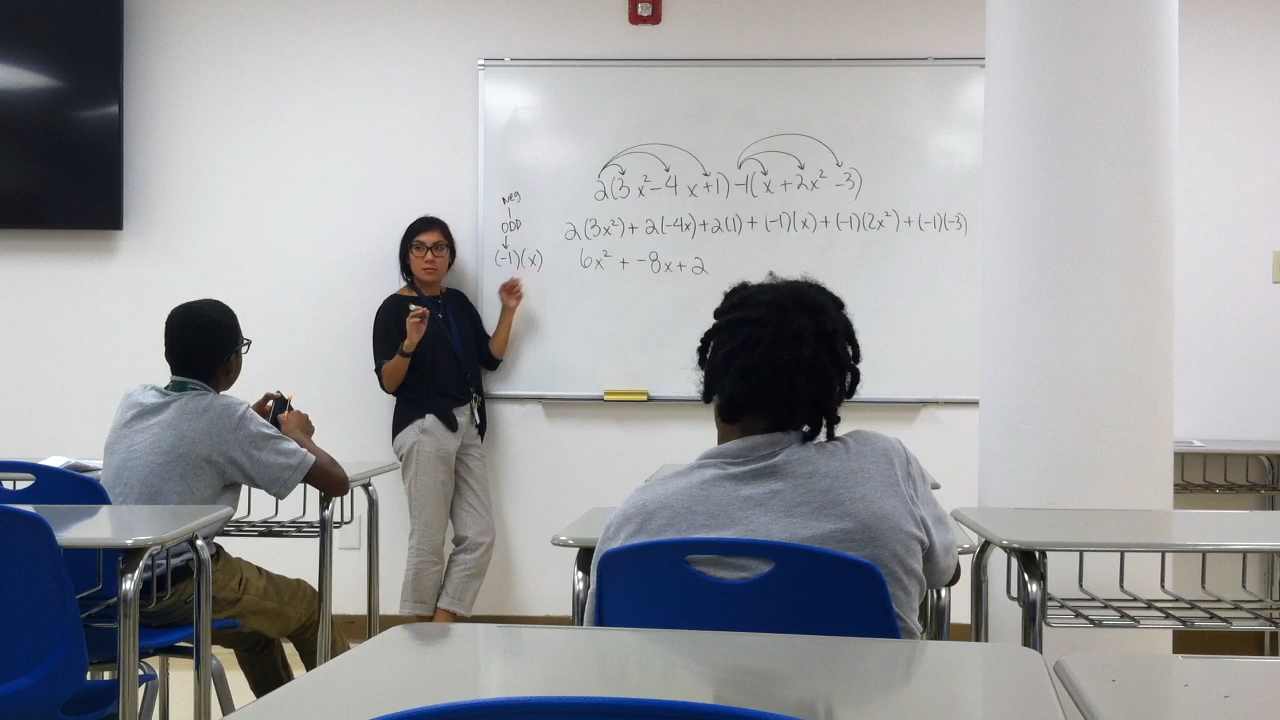 2(3x²-4x+1)-1(x+2x²-3)
2(3x²)+2(-4x)+2(1)+(-1)(x)+(-1)(2x²)+(-1)(-3)
6x²+-8x+2
Neg
ODD
(-1)(x)